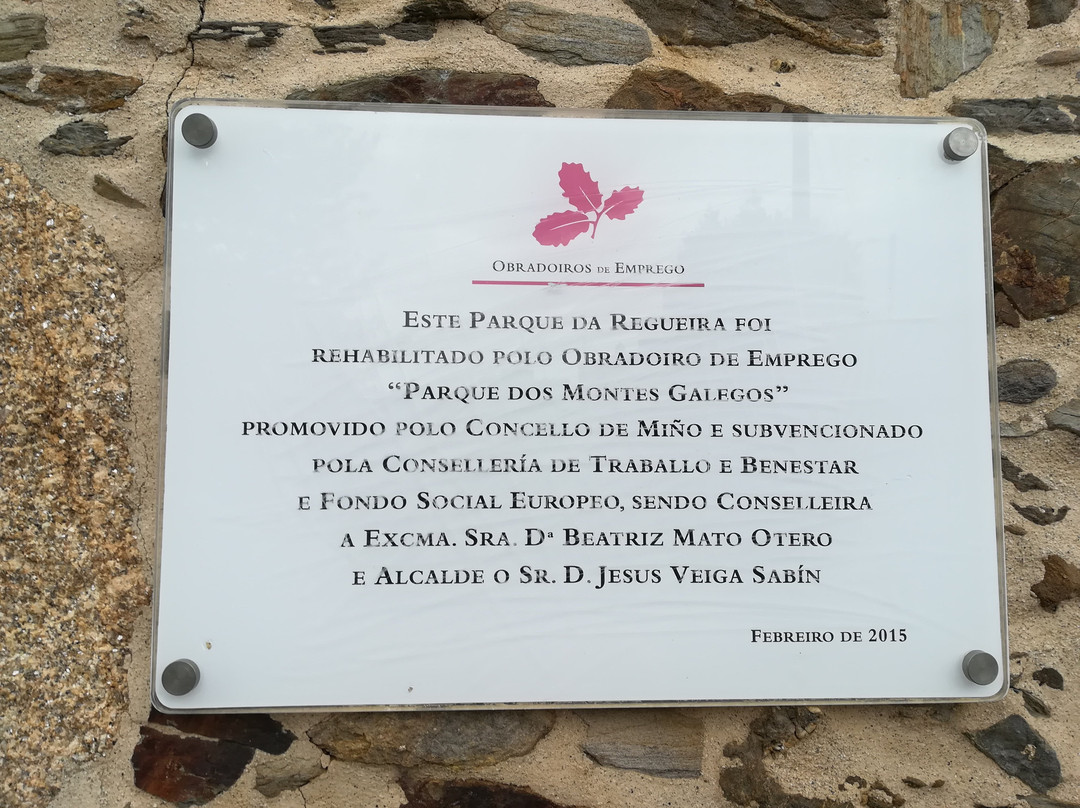 Obradoiros de Emprego
Este Parque da Regueira foi
rehabilitado polo Obradoiro de Emprego
“Parque dos Montes Galegos”
promovido polo Concello de Miño e subvencionado
pola Consellería de Traballo e Benestar
e Fondo Social Europeo, sendo Conselleira
a Excma. Sra. Dª Beatriz Mato Otero
e Alcalde o Sr. D. Jesus Veiga Sabín
Febreiro de 2015